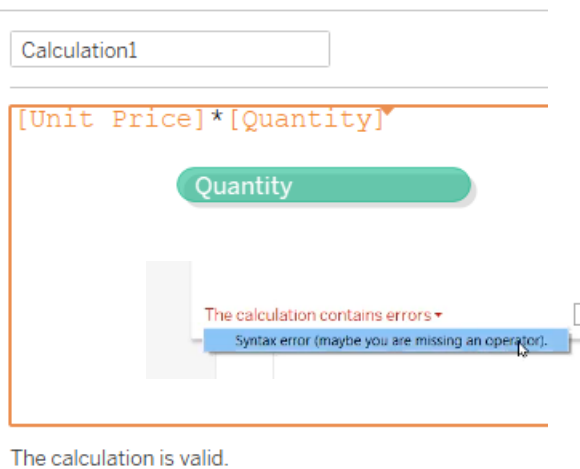 Calculation1
[Unit Price]*[Quantity]
Quantity
The calculation contains errors
Syntax error (maybe you are missing an operator).
The calculation is valid.